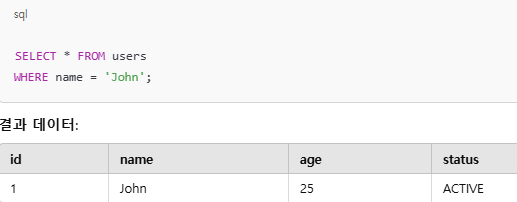 sql
SELECT * FROM users
WHERE name = 'John';
결과 데이터:
id name age status
1 John 25 ACTIVE